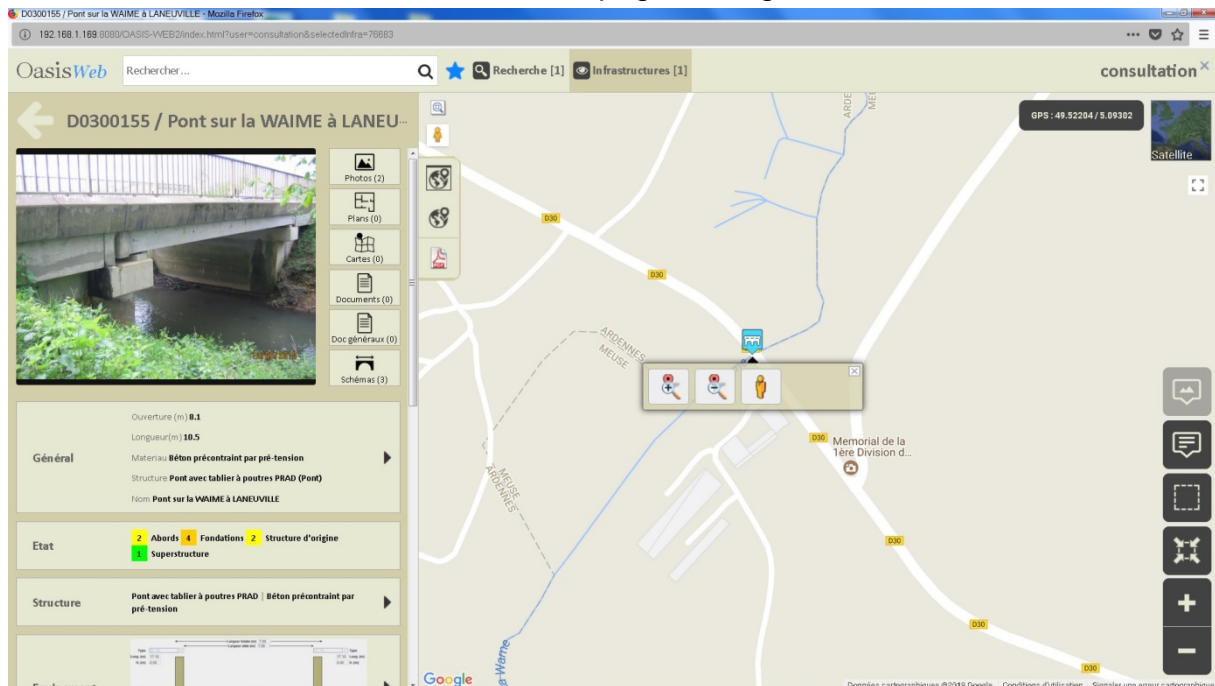 D0300155 / Pont sur la WAIME à LANEUVILLE - Mozilla Firefox
192.168.1.169:8080/OASIS-WEB2/index.html?user=consultation&selectedInfra=76683
OasisWeb
Rechercher...
Recherche [1]
Infrastructures [1]
consultation
D0300155 / Pont sur la WAIME à LANEU...
Photos (2)
Plans (0)
Cartes (0)
Documents (0)
Doc généraux (0)
Schémas (3)
Général
Ouverture (m) 8.1
Longueur(m) 10.5
Materiau Béton précontraint par pré-tension
Structure Pont avec tablier à poutres PRAD (Pont)
Nom Pont sur la WAIME à LANEUVILLE
Etat
2 Abords 4 Fondations 2 Structure d'origine
1 Superstructure
Structure
Pont avec tablier à poutres PRAD | Béton précontraint par
pré-tension
GPS : 49.52204 / 5.09302
Satellite
D30
D30
ARDENNES
MEUSE
MEUSE
ARDENNES
D30
Memorial de la
1ère Division d...
D30
D30
D30
Google
Données cartographiques ©2018 Google
Conditions d'utilisation
Signaler une erreur cartographique